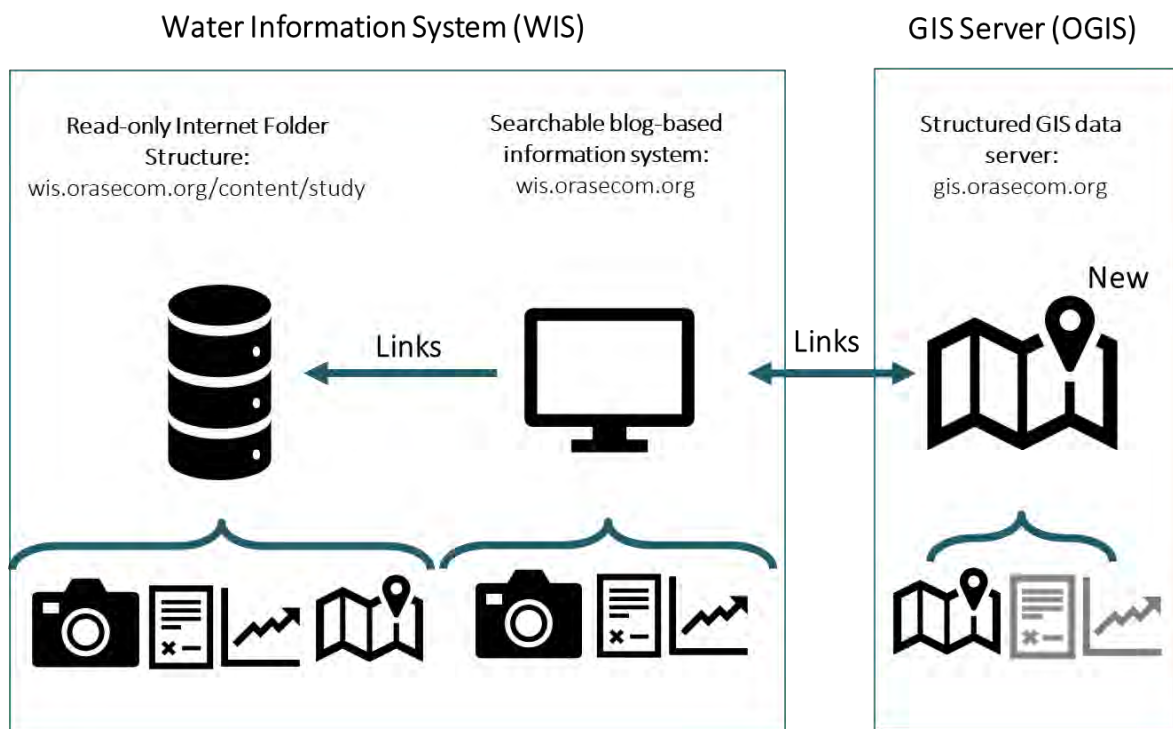 Water Information System (WIS)
GIS Server (OGIS)
Read-only Internet Folder
Structure:
wis.orasecom.org/content/study
Searchable blog-based
information system:
wis.orasecom.org
Structured GIS data
server:
gis.orasecom.org
New
Links
Links